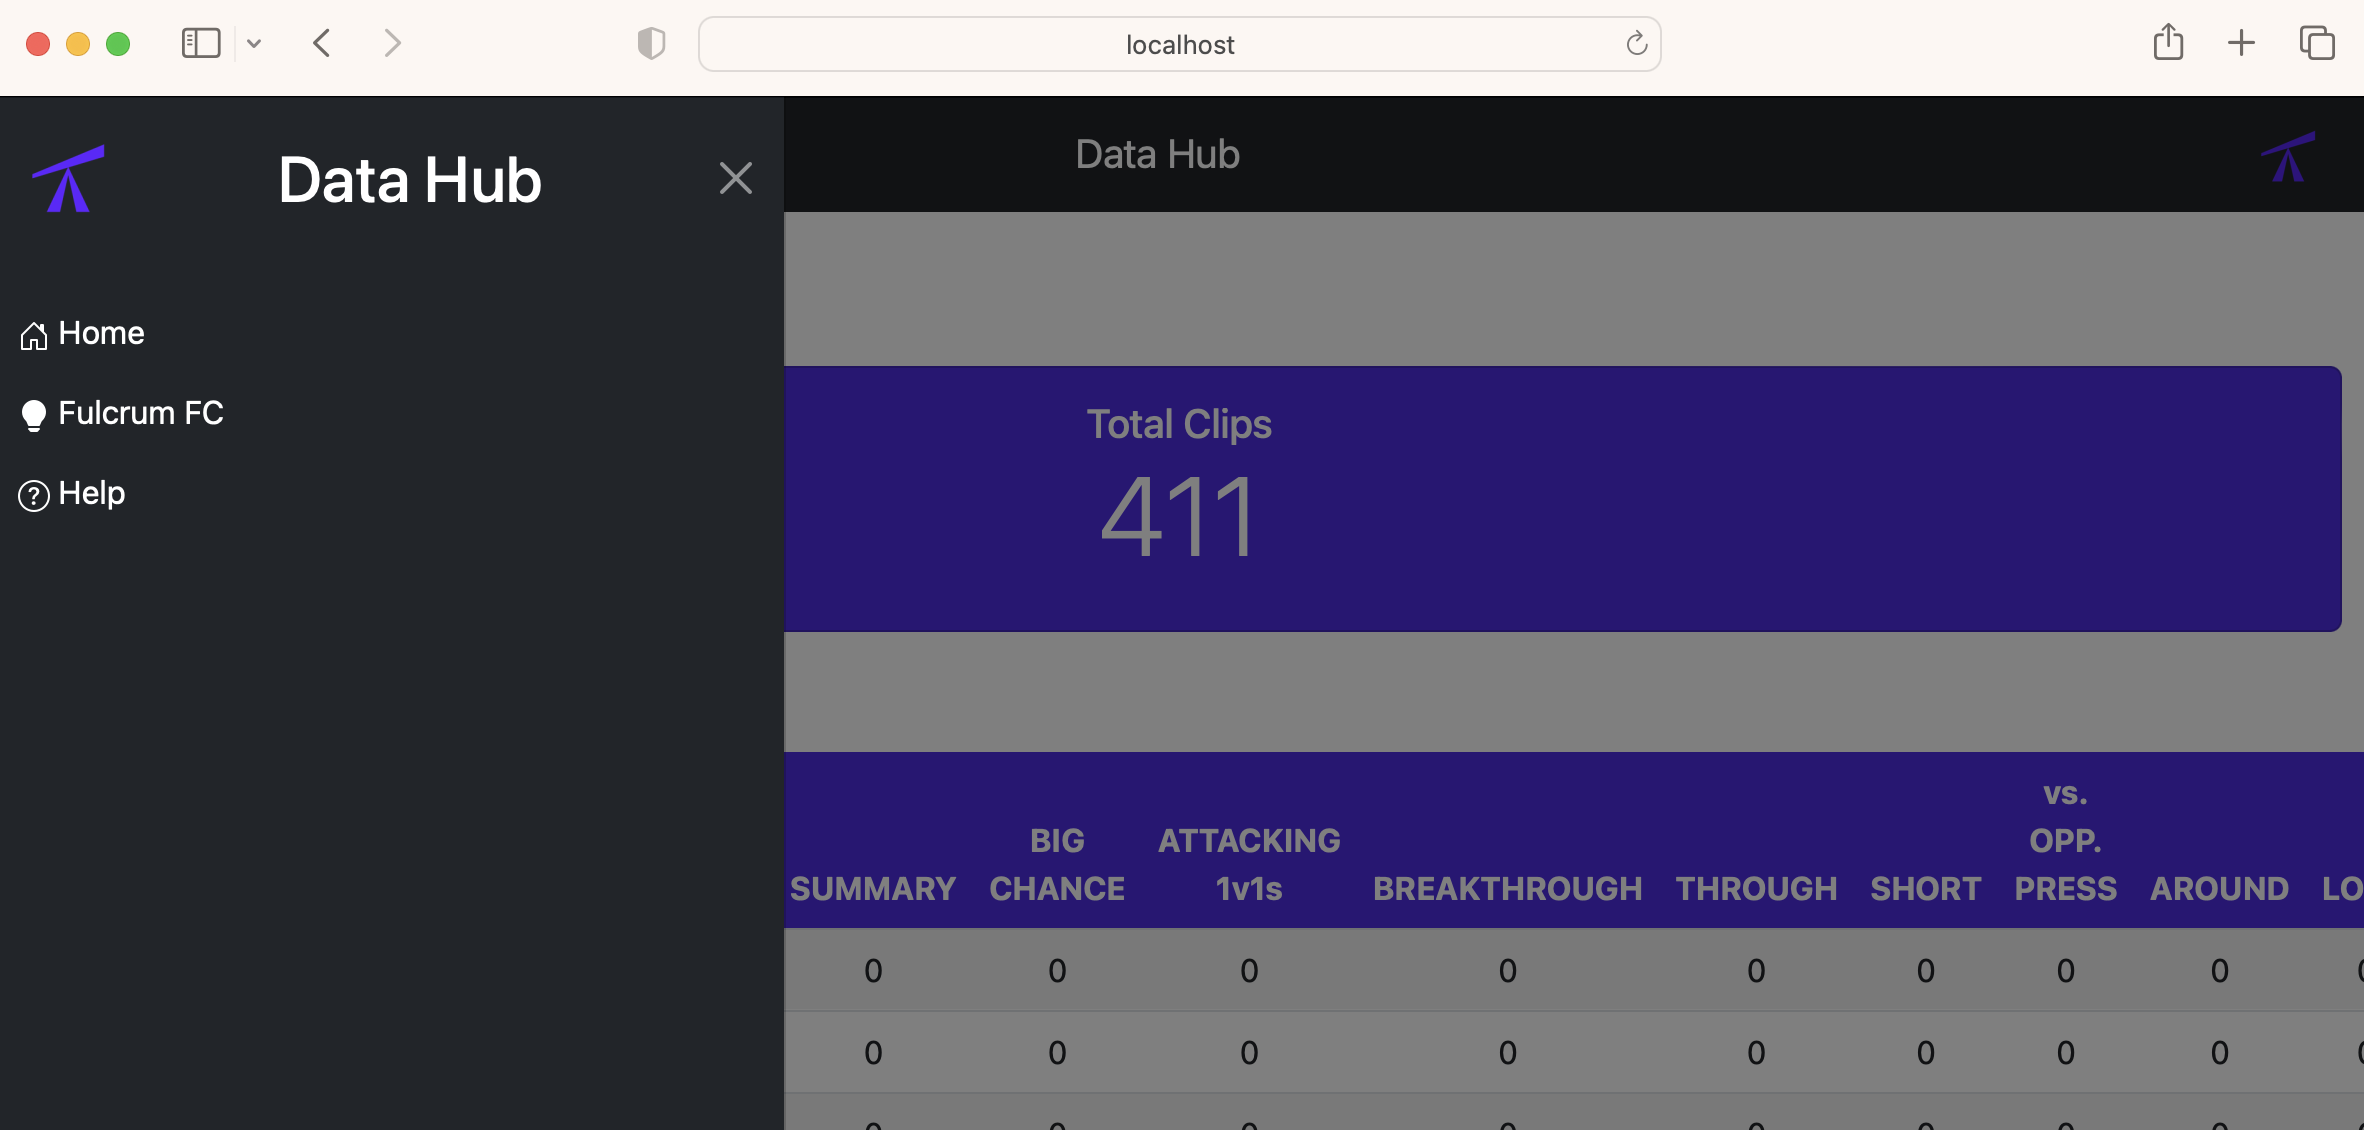 localhost
Data Hub
Home
Fulcrum FC
Help
Data Hub
Total Clips
411
SUMMARY BIG CHANCE ATTACKING 1v1s BREAKTHROUGH THROUGH SHORT vs. OPP. PRESS AROUND LO
0 0 0 0 0 0 0 0
0 0 0 0 0 0 0 0